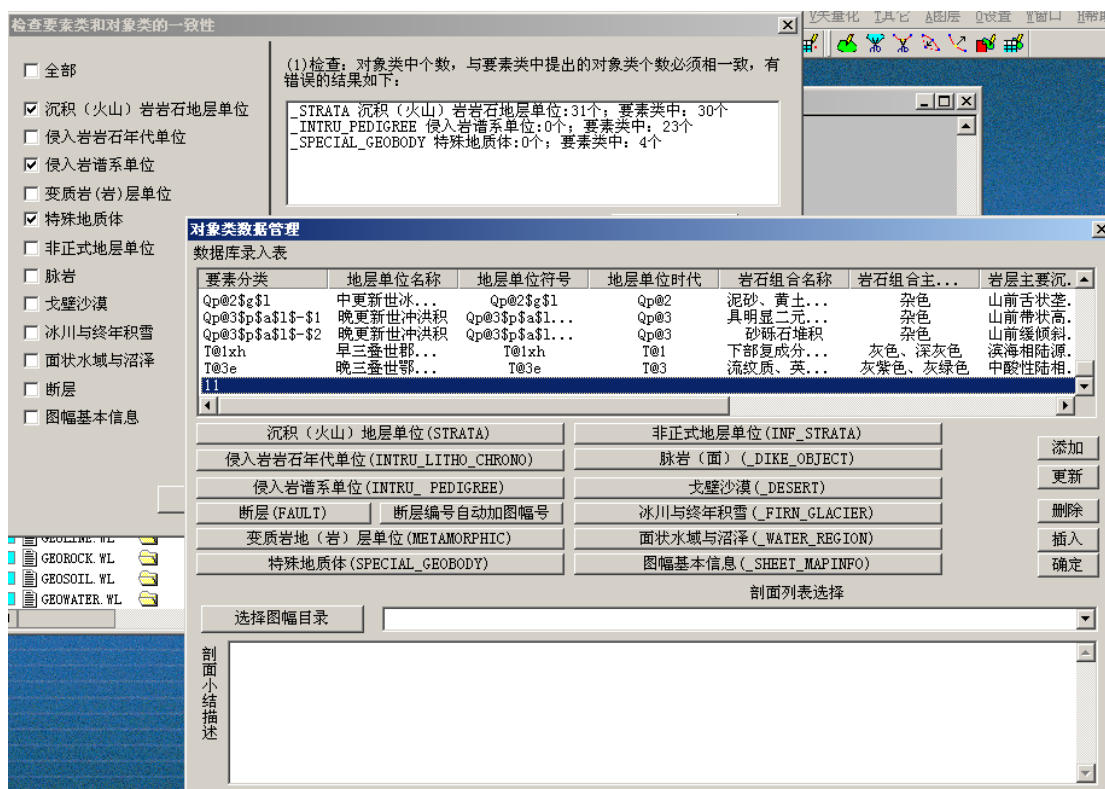 检查要素类和对象类的一致性
V矢量化 I其它 A图层 Q设置 W窗口
全部
沉积（火山）岩岩石地层单位
侵入岩岩石年代单位
侵入岩谱系单位
变质岩(岩)层单位
特殊地质体
非正式地层单位
脉岩
戈壁沙漠
冰川与终年积雪
面状水域与沼泽
断层
图幅基本信息
(1)检查: 对象类中个数，与要素类中提出的对象类个数必须相一致，有
错误的结果如下:
_STRATA 沉积（火山）岩岩石地层单位:31个; 要素类中: 30个
_INTRU_PEDIGREE 侵入岩谱系单位:0个; 要素类中: 23个
_SPECIAL_GEOBODY 特殊地质体:0个; 要素类中: 4个
对象类数据管理
数据库录入表
要素分类 地层单位名称 地层单位符号 地层单位时代 岩石组合名称 岩石组合主... 岩层主要沉.
Qp@2$g$l 中更新世冰... Qp@2$g$l Qp@2 泥砂、黄土... 杂色 山前舌状垄.
Qp@3$p$a$l$-$1 晚更新世冲洪积 Qp@3$p$a$l... Qp@3 具明显二元... 杂色 山前带状高.
Qp@3$p$a$l$-$2 晚更新世冲洪积 Qp@3$p$a$l... Qp@3 砂砾石堆积 杂色 山前缓倾斜.
T@1xh 早三叠世郡... T@1xh T@1 下部复成分... 灰色、深灰色 滨海相陆源.
T@3e 晚三叠世鄂... T@3e T@3 流纹质、英... 灰紫色、灰绿色 中酸性陆相.
11
沉积（火山）地层单位(STRATA) 非正式地层单位(INF_STRATA)
侵入岩岩石年代单位(INTRU_LITHO_CHRONO) 脉岩（面）(_DIKE_OBJECT)
侵入岩谱系单位(INTRU_ PEDIGREE) 戈壁沙漠(_DESERT)
断层(FAULT) 断层编号自动加图幅号 冰川与终年积雪(_FIRN_GLACIER)
变质岩地（岩）层单位(METAMORPHIC) 面状水域与沼泽(_WATER_REGION)
特殊地质体(SPECIAL_GEOBODY) 图幅基本信息(_SHEET_MAPINFO)
添加
更新
删除
插入
确定
GEOLINE.WL
GEOROCK.WL
GEOSOIL.WL
GEOWATER.WL
剖面列表选择
选择图幅目录
剖面小结描述